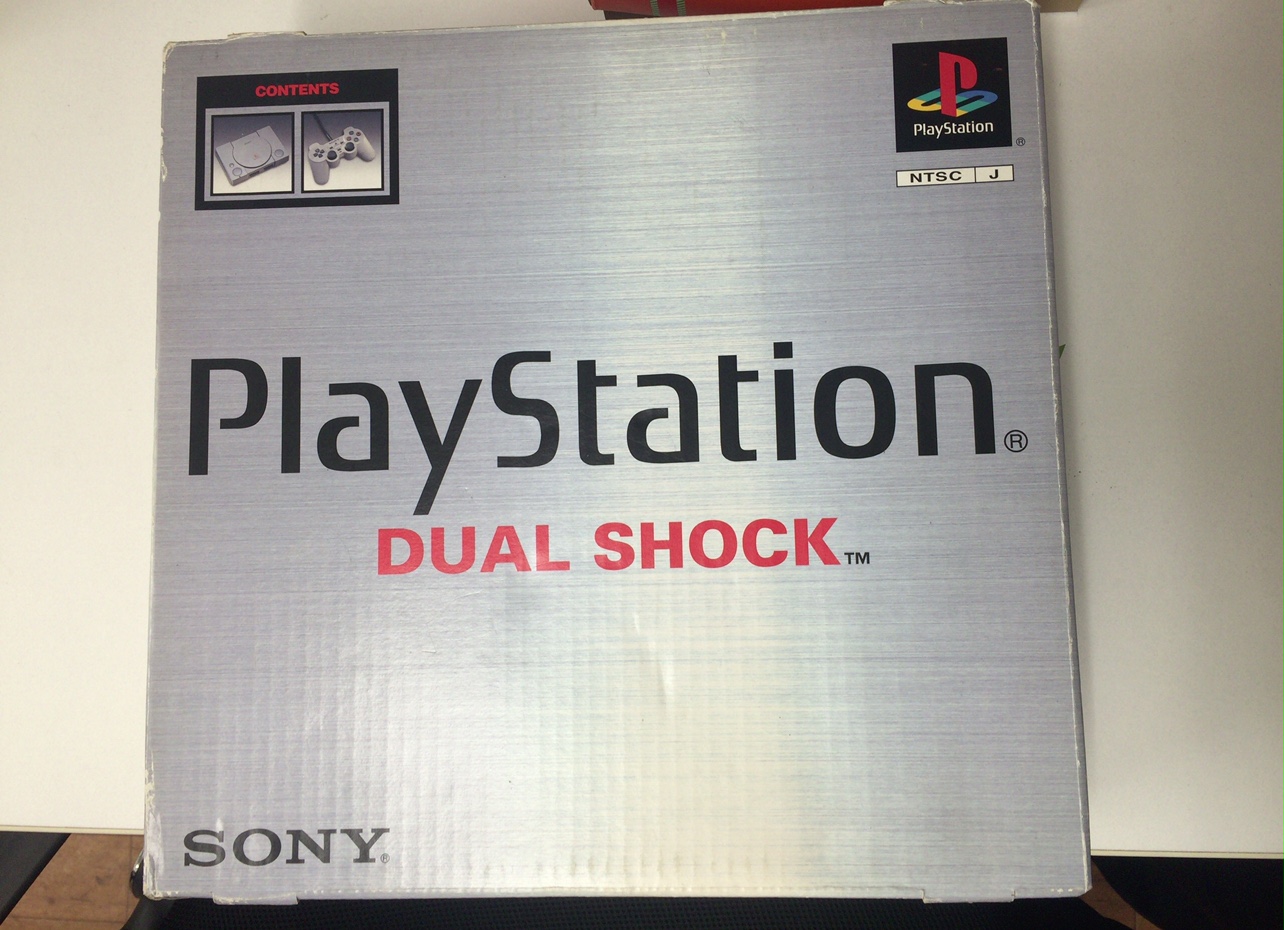 CONTENTS
PlayStation®
NTSC J
PlayStation®
DUAL SHOCK™
SONY®